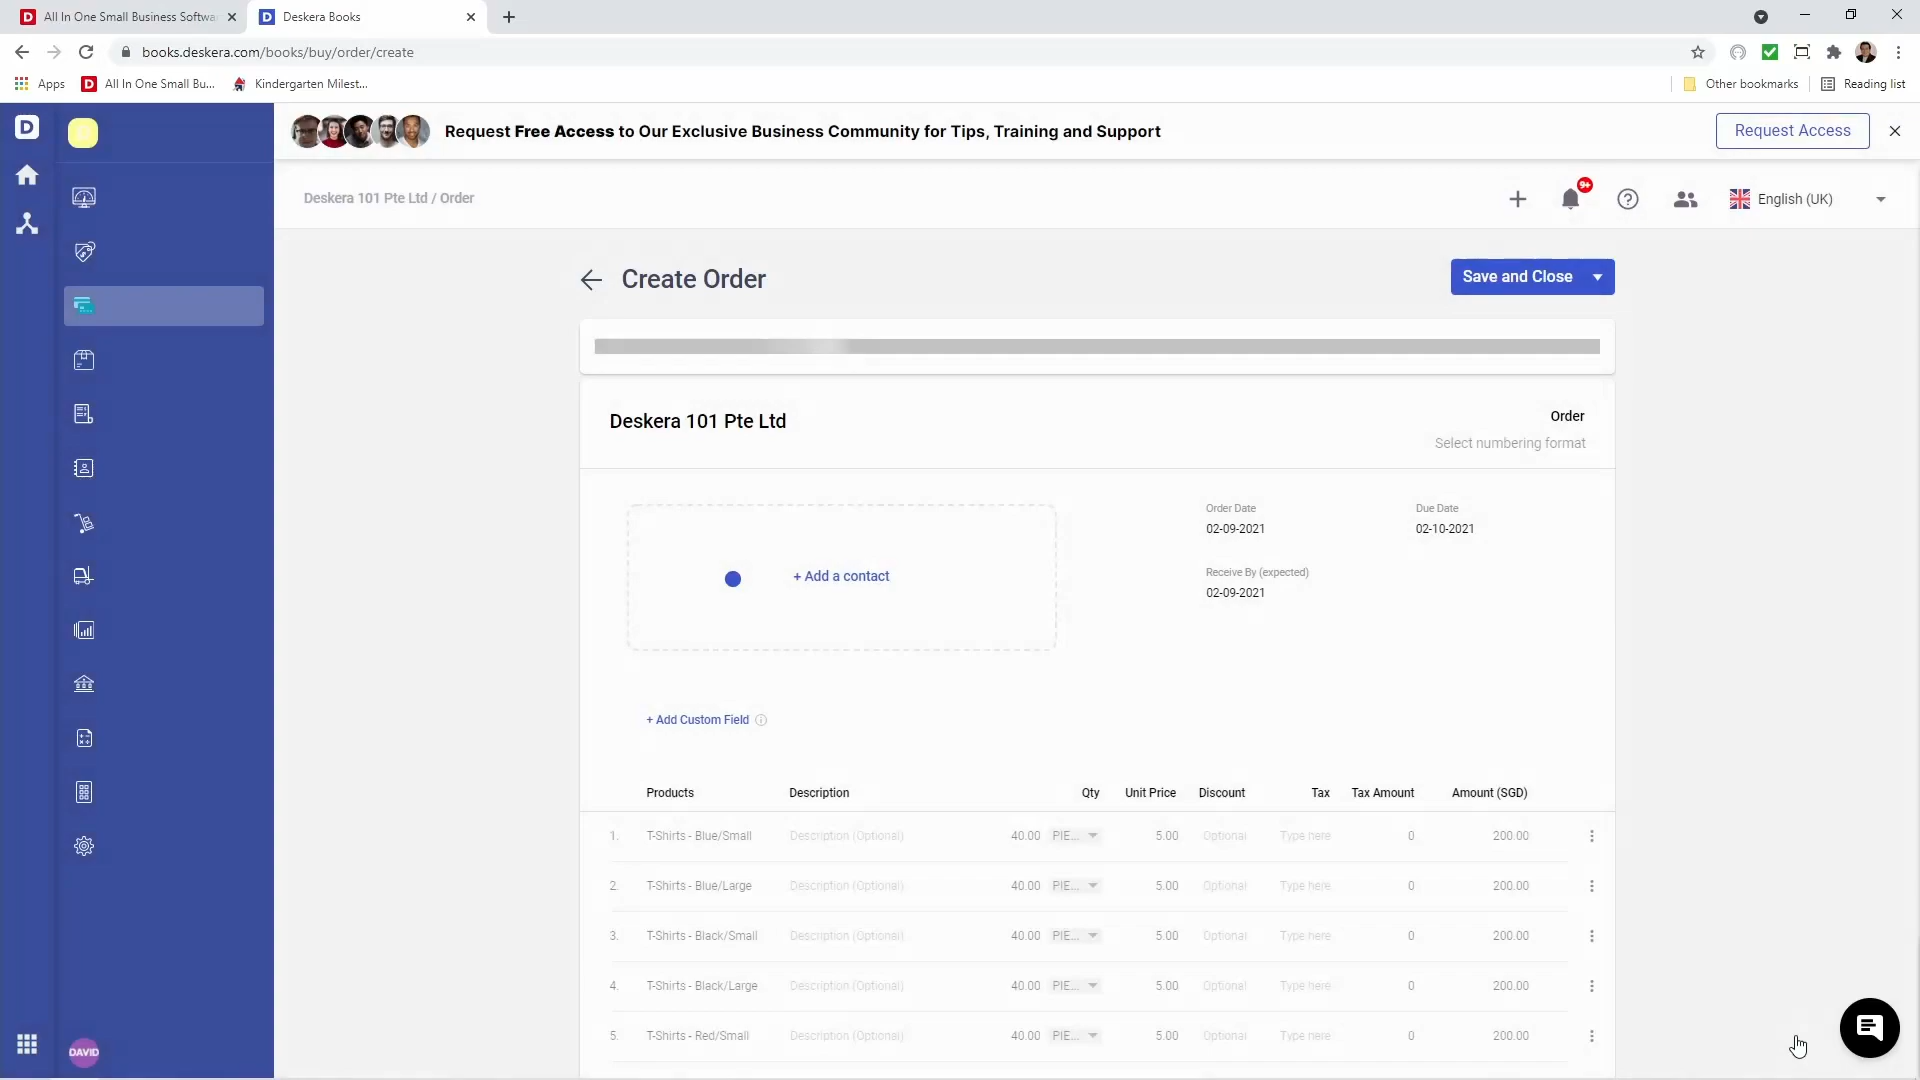 All In One Small Business Softwa
Deskera Books
books.deskera.com/books/buy/order/create
Apps
All In One Small Bu...
Kindergarten Milest...
Other bookmarks
Reading list
Request Free Access to Our Exclusive Business Community for Tips, Training and Support
Request Access
Deskera 101 Pte Ltd / Order
9+
English (UK)
Create Order
Save and Close
Deskera 101 Pte Ltd
Order
Select numbering format
Order Date
Due Date
02-09-2021
02-10-2021
+ Add a contact
Receive By (expected)
02-09-2021
+ Add Custom Field
Products Description Qty Unit Price Discount Tax Tax Amount Amount (SGD)
1. T-Shirts - Blue/Small Description (Optional) 40.00 PIE... 5.00 Optional Type here 0 200.00
2. T-Shirts - Blue/Large Description (Optional) 40.00 PIE... 5.00 Optional Type here 0 200.00
3. T-Shirts - Black/Small Description (Optional) 40.00 PIE... 5.00 Optional Type here 0 200.00
4. T-Shirts - Black/Large Description (Optional) 40.00 PIE... 5.00 Optional Type here 0 200.00
5. T-Shirts - Red/Small Description (Optional) 40.00 PIE... 5.00 Optional Type here 0 200.00
DAVID